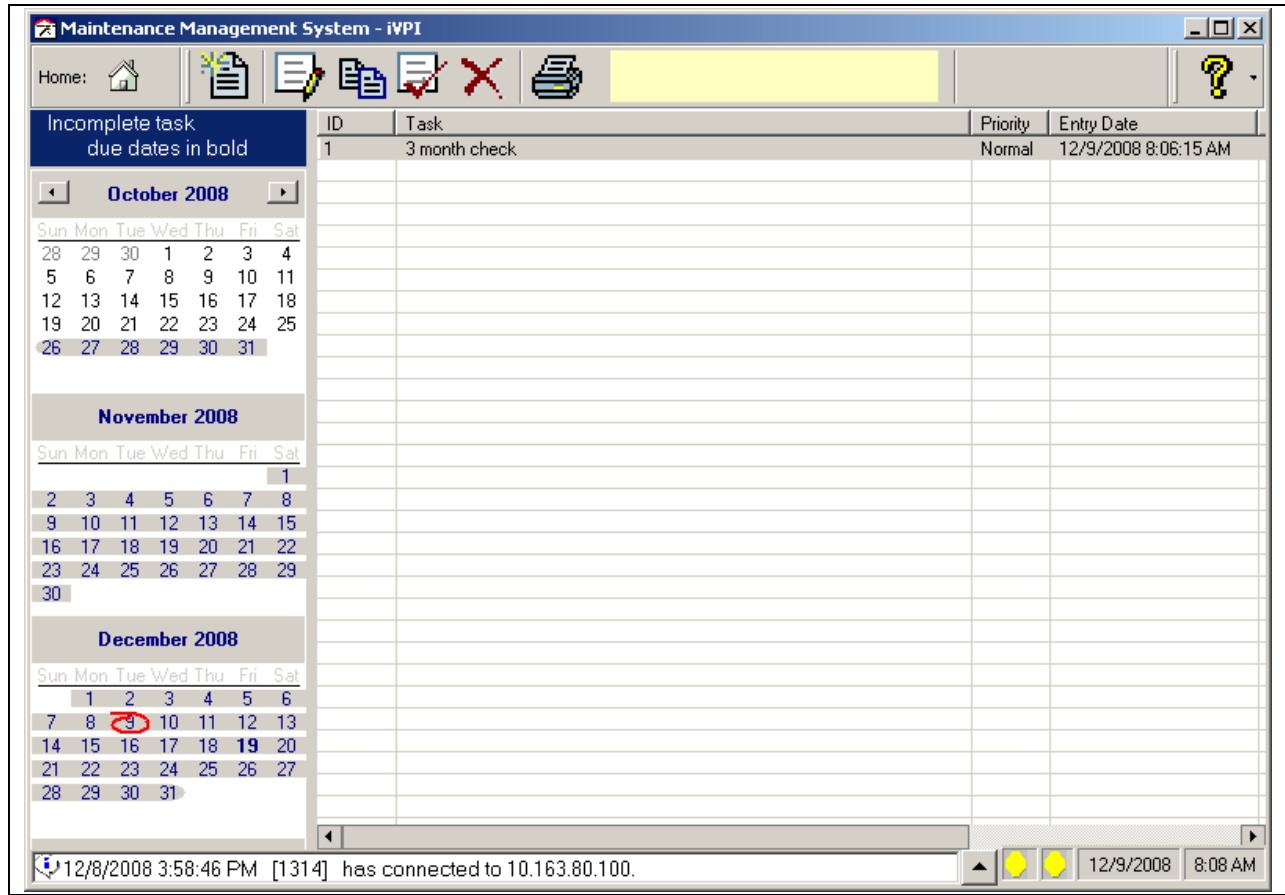 Maintenance Management System - iVPI
Home:
Incomplete task
due dates in bold
ID Task Priority Entry Date
1 3 month check Normal 12/9/2008 8:06:15 AM
October 2008
Sun Mon Tue Wed Thu Fri Sat
28 29 30 1 2 3 4
5 6 7 8 9 10 11
12 13 14 15 16 17 18
19 20 21 22 23 24 25
26 27 28 29 30 31
November 2008
Sun Mon Tue Wed Thu Fri Sat
1
2 3 4 5 6 7 8
9 10 11 12 13 14 15
16 17 18 19 20 21 22
23 24 25 26 27 28 29
30
December 2008
Sun Mon Tue Wed Thu Fri Sat
1 2 3 4 5 6
7 8 9 10 11 12 13
14 15 16 17 18 19 20
21 22 23 24 25 26 27
28 29 30 31
12/8/2008 3:58:46 PM [1314] has connected to 10.163.80.100.
12/9/2008 8:08 AM